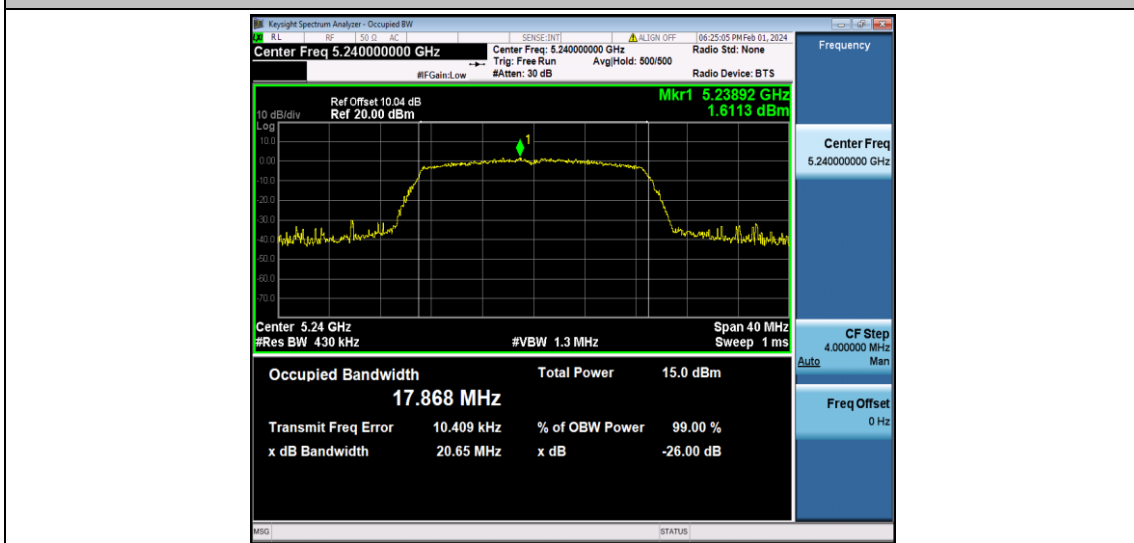 Keysight Spectrum Analyzer - Occupied BW
RL RF 50 Ω AC SENSE:INT ALIGN OFF 06:25:05 PM Feb 01, 2024
Center Freq 5.240000000 GHz
Center Freq: 5.240000000 GHz Radio Std: None
Trig: Free Run Avg|Hold: 500/500
#IFGain:Low #Atten: 30 dB Radio Device: BTS
Frequency
Mkr1 5.23892 GHz
1.6113 dBm
Ref Offset 10.04 dB
10 dB/div Ref 20.00 dBm
Log
10.0
0.00
-10.0
-20.0
-30.0
-40.0
-50.0
-60.0
-70.0
1
Center 5.24 GHz Span 40 MHz
#Res BW 430 kHz #VBW 1.3 MHz Sweep 1 ms
Occupied Bandwidth Total Power 15.0 dBm
17.868 MHz
Transmit Freq Error 10.409 kHz % of OBW Power 99.00 %
x dB Bandwidth 20.65 MHz x dB -26.00 dB
Center Freq
5.240000000 GHz
CF Step
4.000000 MHz
Auto Man
Freq Offset
0 Hz
MSG STATUS